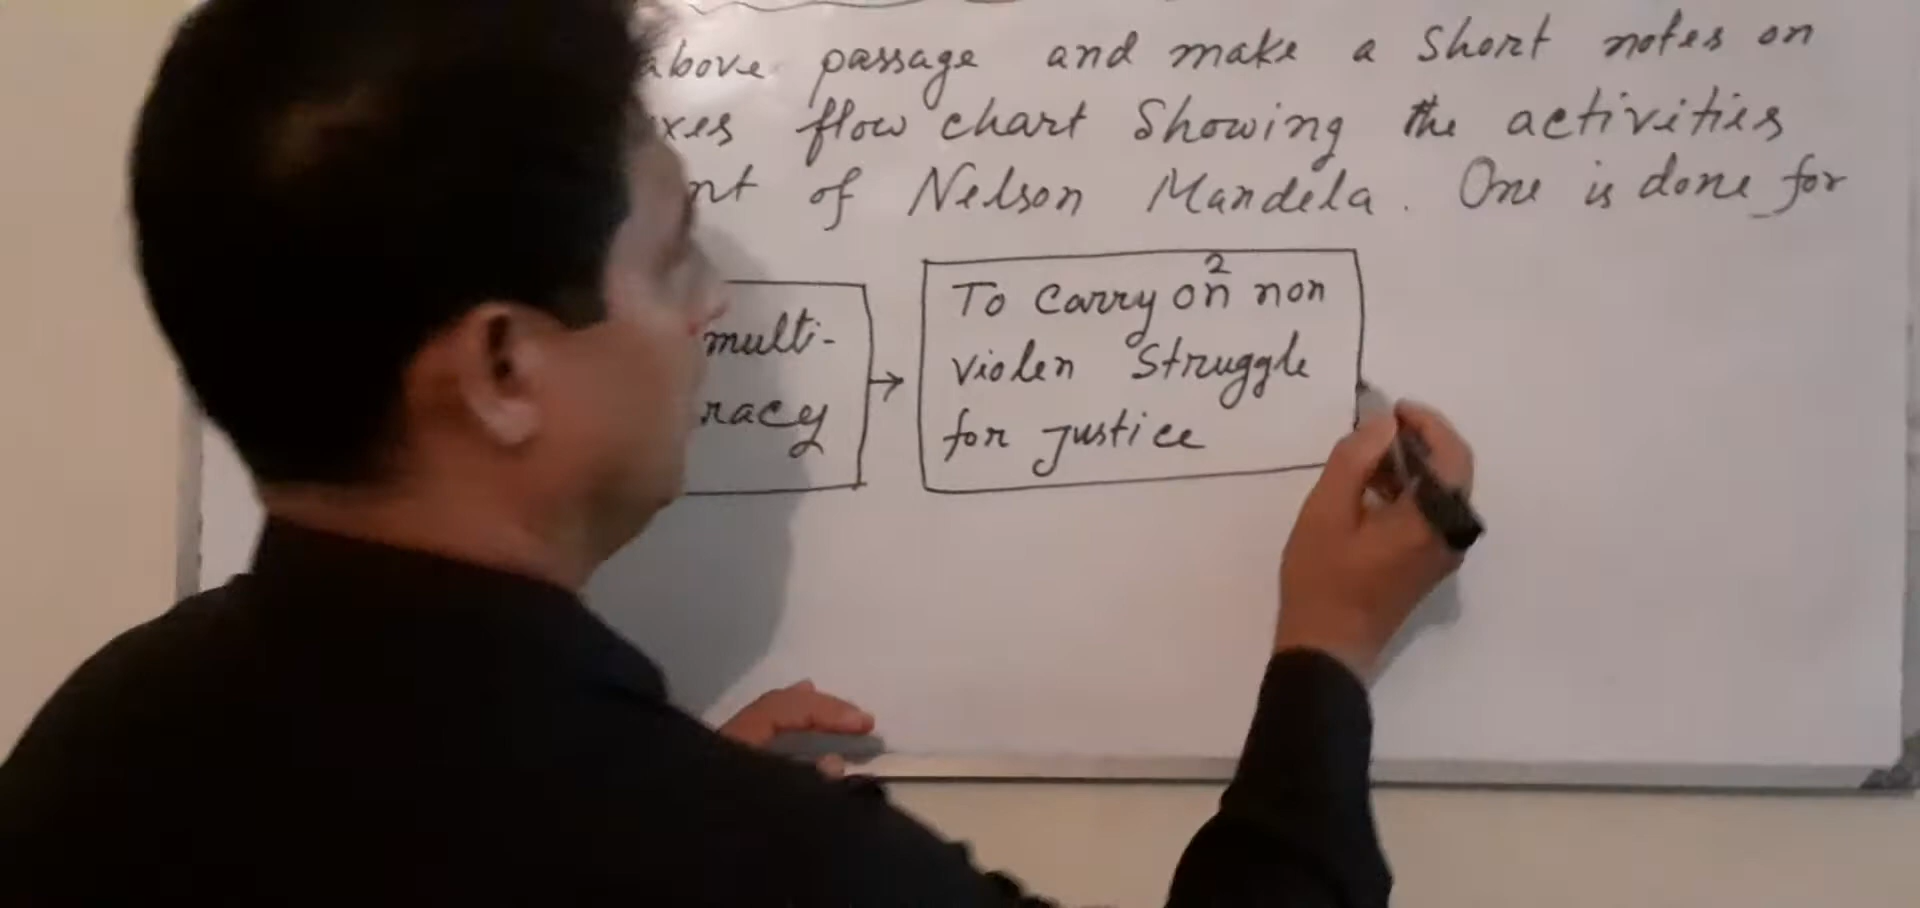 above passage and make a short notes on
xes flow chart showing the activities
nt of Nelson Mandela. One is done for
multi-
racy
2
To carry on non
violen struggle
for justice